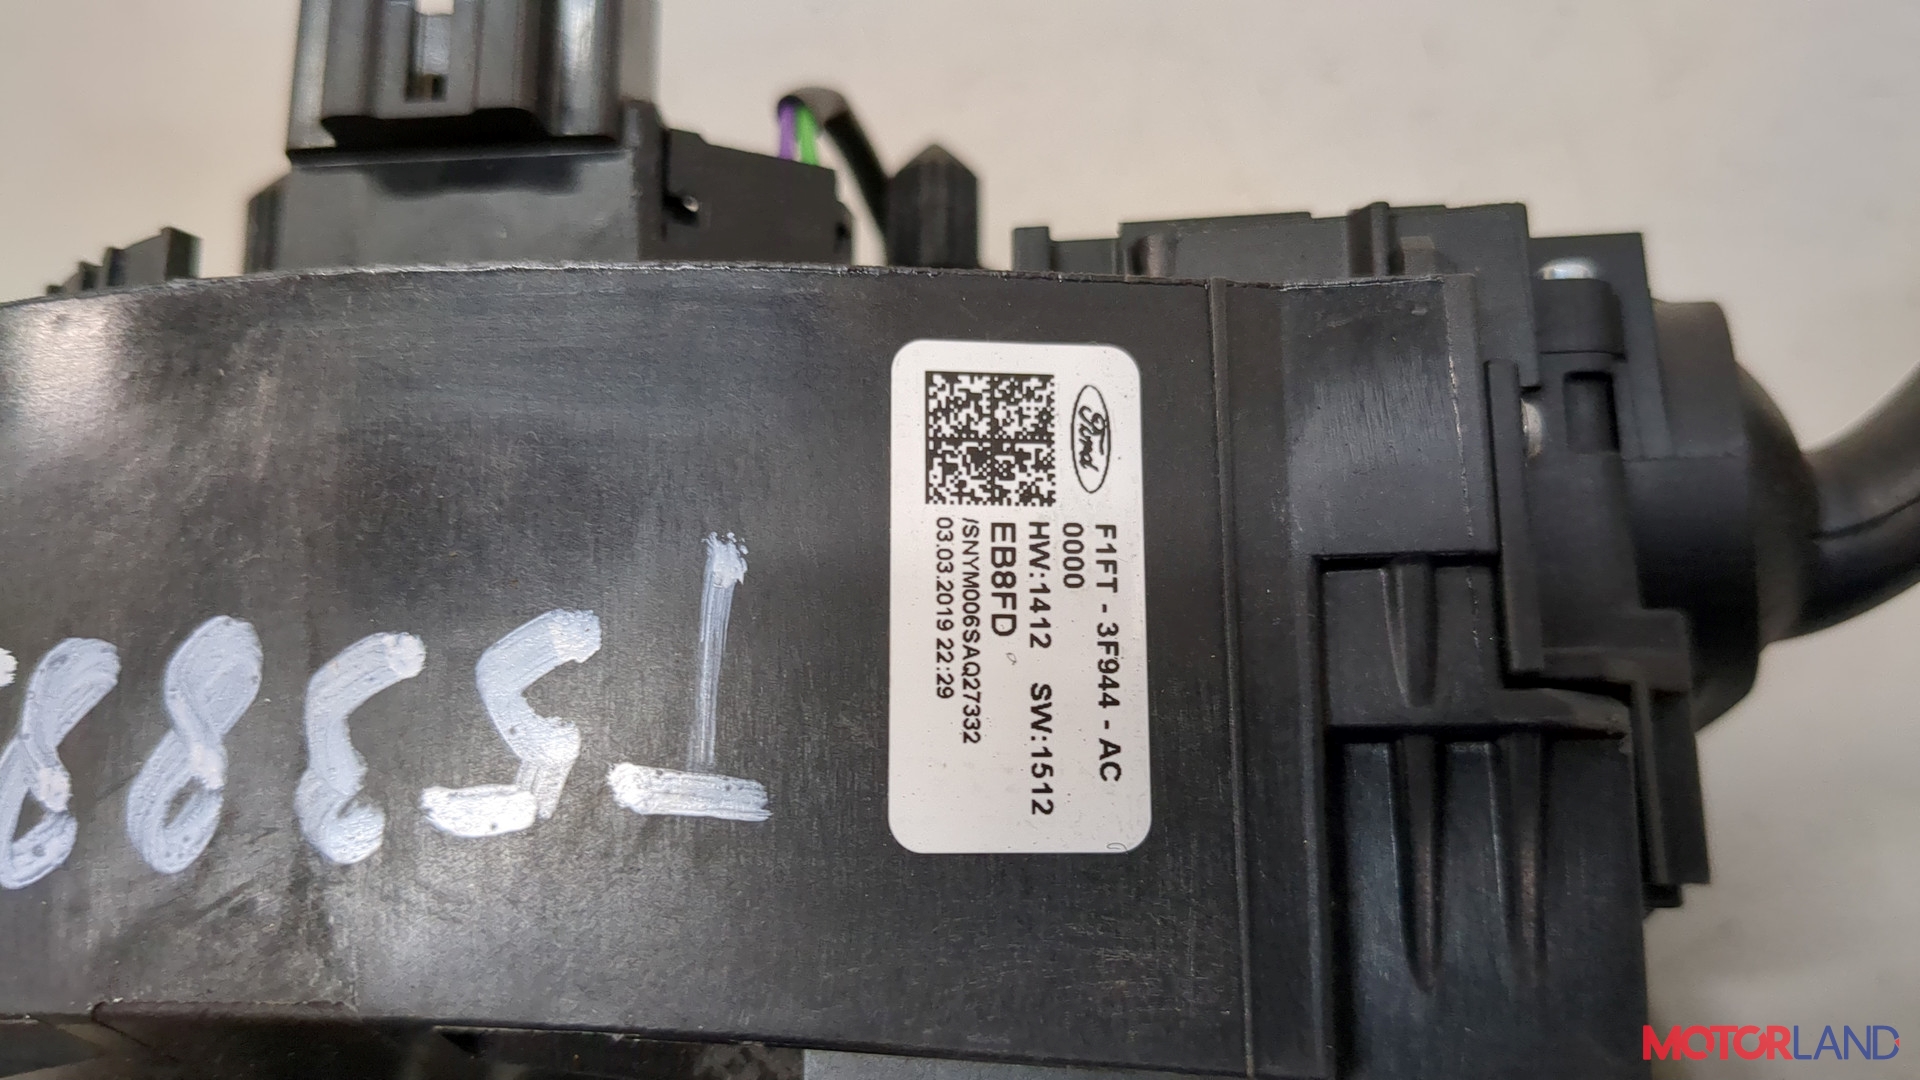 Ford
F1FT - 3F944 - AC
0000
HW:1412 SW:1512
EB8FD
/SNYM006SAQ27332
03.03.2019 22:29
MOTORLAND